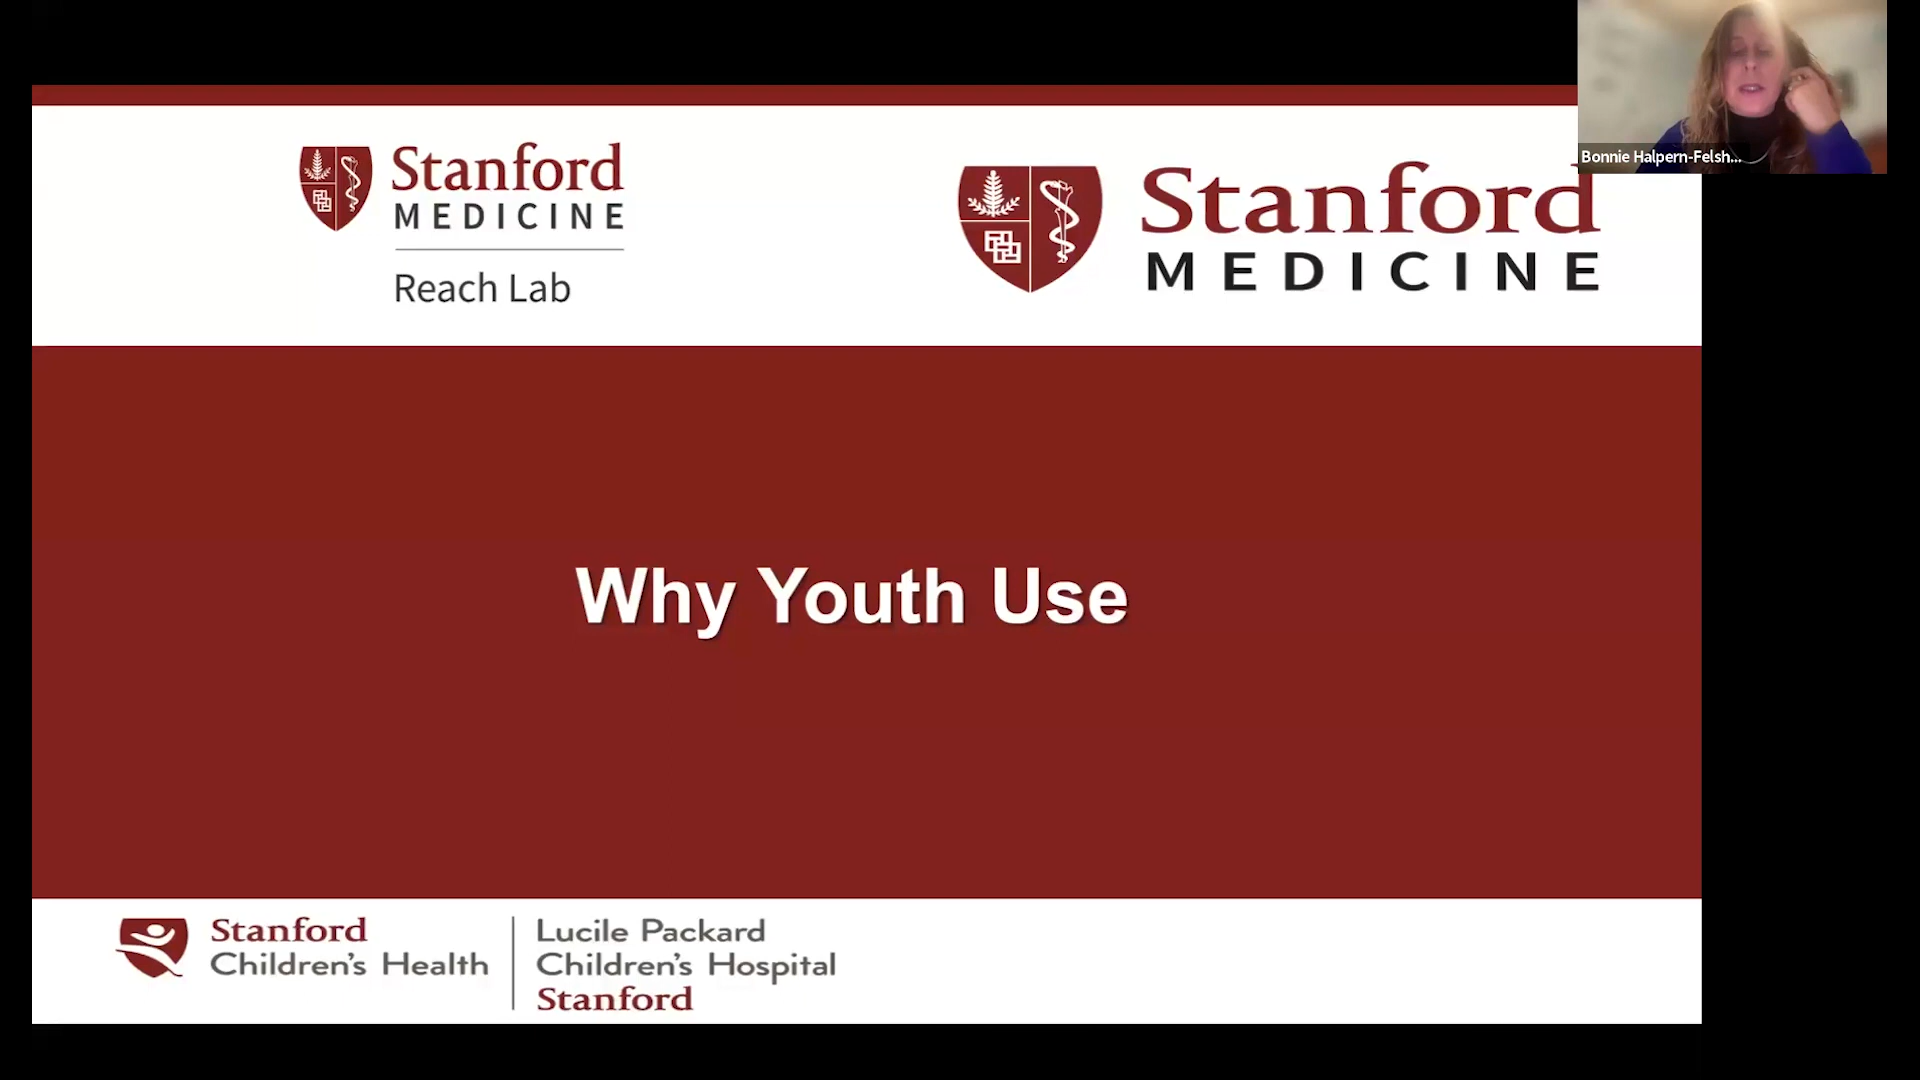 Stanford
MEDICINE
Reach Lab
Stanford
MEDICINE
Bonnie Halpern-Felsh...
Why Youth Use
Stanford
Children's Health
Lucile Packard
Children's Hospital
Stanford